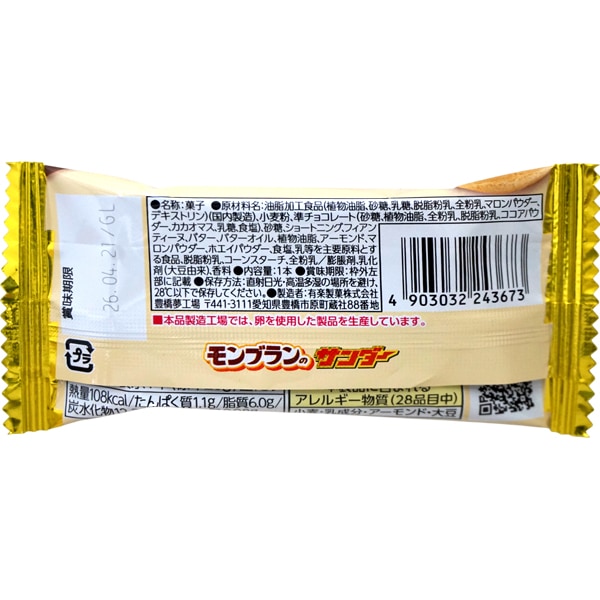 ●名称:菓子 ●原材料名:油脂加工食品(植物油脂、砂糖、乳糖、脱脂粉乳、全粉乳、マロンパウダー、
デキストリン)(国内製造)、小麦粉、準チョコレート(砂糖、植物油脂、全粉乳、脱脂粉乳、ココアパウ
ダー、カカオマス、乳糖、食塩)、砂糖、ショートニング、フィアン
ティーヌ、バター、バターオイル、植物油脂、アーモンド、マ
ロンパウダー、ホエイパウダー、食塩、乳等を主要原料とす
る食品、脱脂粉乳、コーンスターチ、全粉乳/膨脹剤、乳化
剤(大豆由来)、香料 ●内容量:1本 ●賞味期限:枠外左
部に記載 ●保存方法:直射日光・高温多湿の場所を避け、
28℃以下で保存してください。●製造者:有楽製菓株式会社
豊橋夢工場 〒441-3111愛知県豊橋市原町蔵社88番地
■本品製造工場では、卵を使用した製品を生産しています。
4 903032 243673
賞味期限
26.04.21/GL
プラ
モンブランのサンダー
熱量108kcal/たんぱく質1.1g/脂質6.0g/
炭水化物
アレルギー物質(28品目中)
小麦・乳成分・アーモンド・大豆